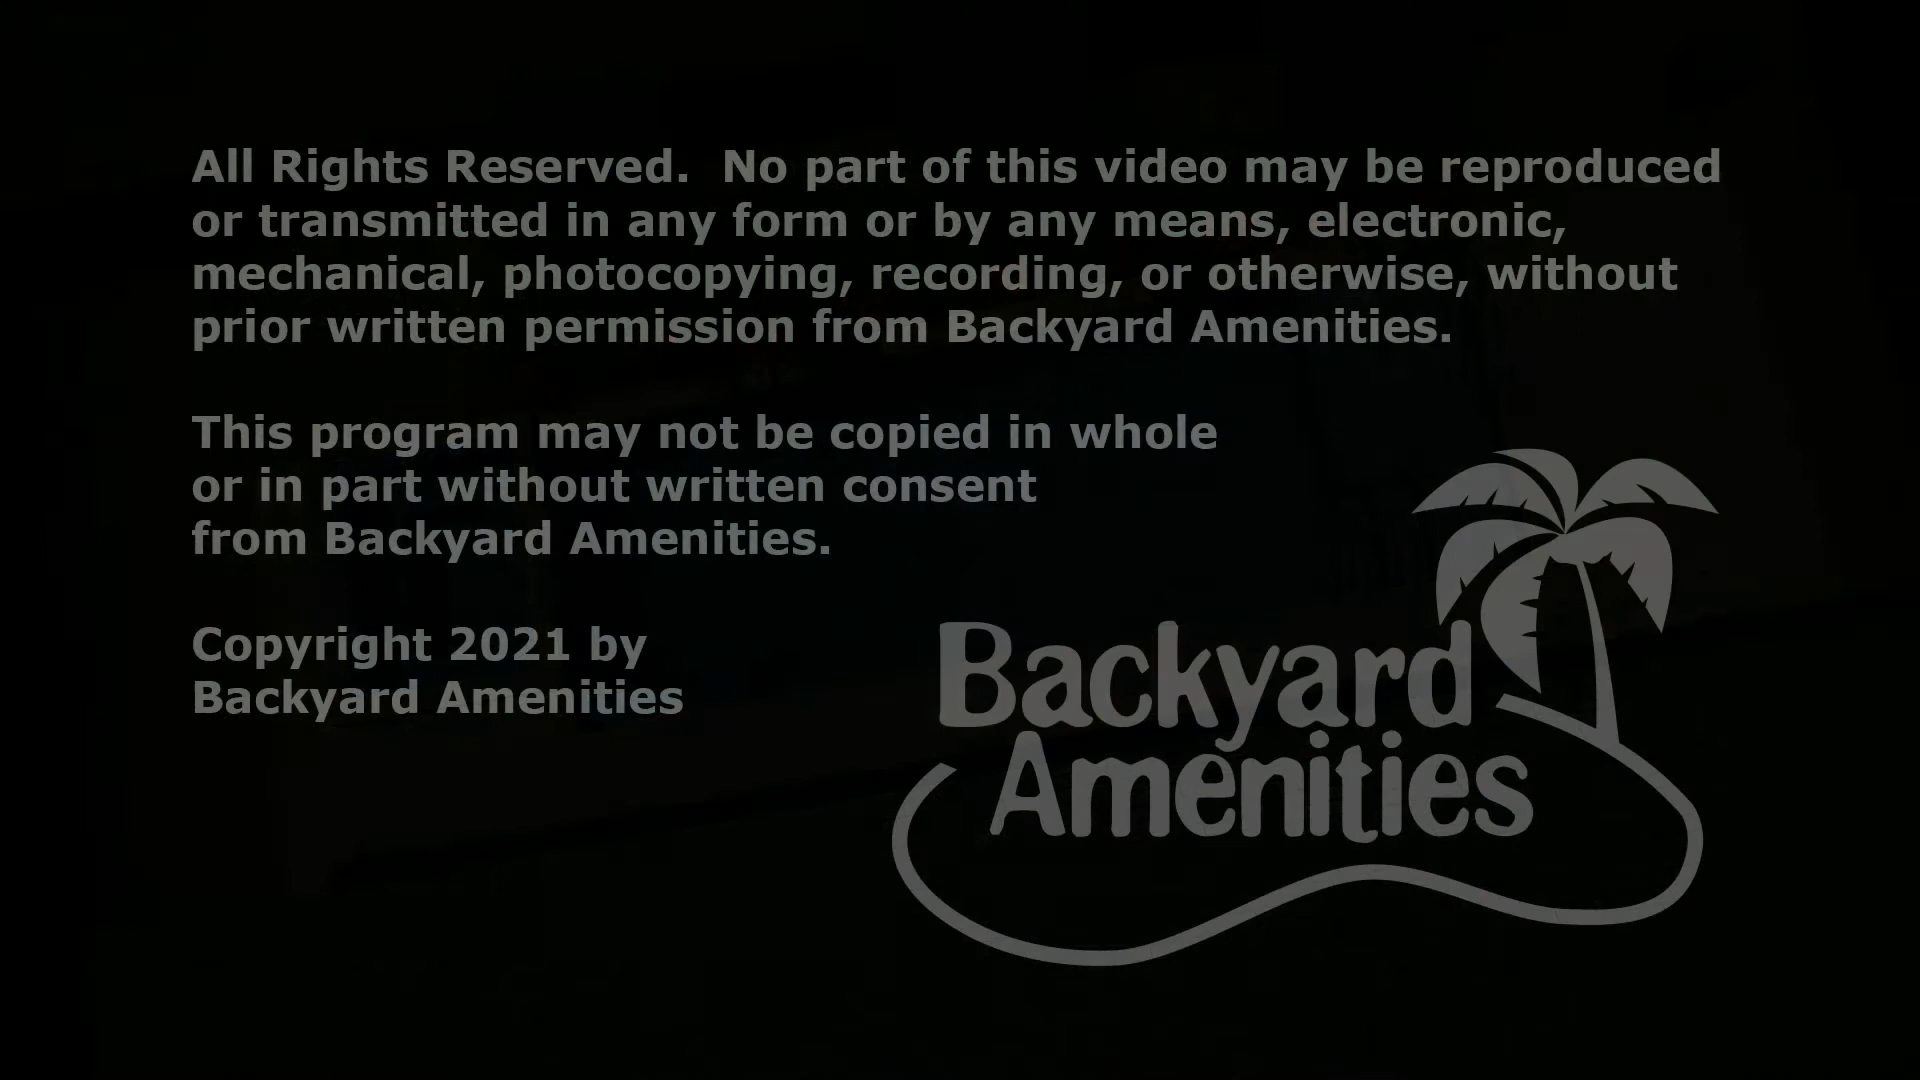 All Rights Reserved.  No part of this video may be reproduced
or transmitted in any form or by any means, electronic,
mechanical, photocopying, recording, or otherwise, without
prior written permission from Backyard Amenities.
This program may not be copied in whole
or in part without written consent
from Backyard Amenities.
Copyright 2021 by
Backyard Amenities
Backyard
Amenities